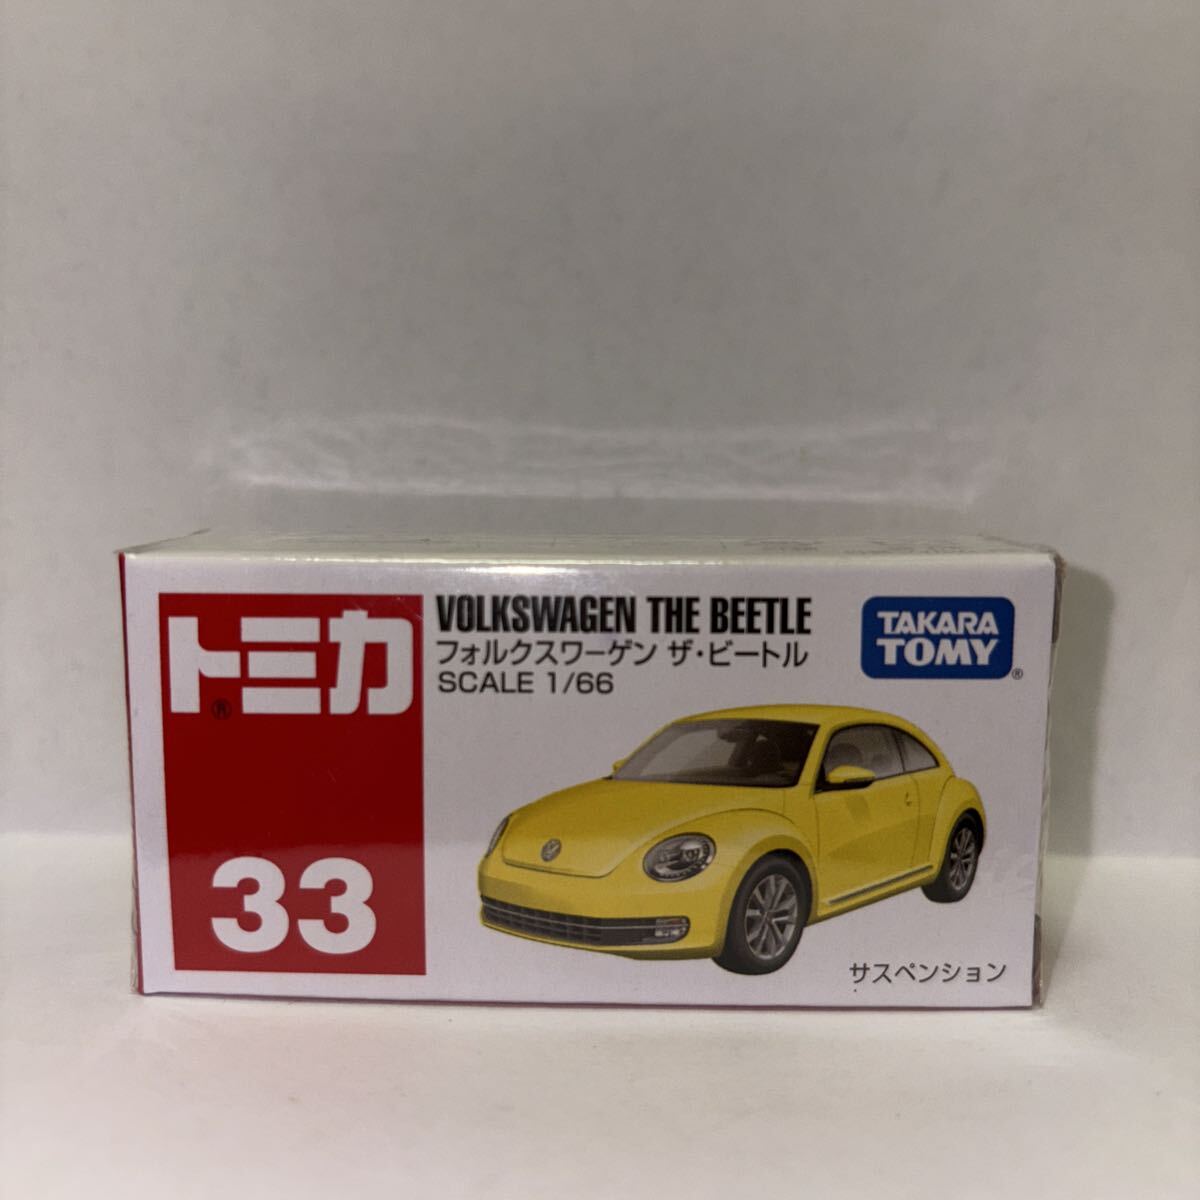 トミカ®
33
VOLKSWAGEN THE BEETLE
フォルクスワーゲン ザ・ビートル
SCALE 1/66
TAKARA
TOMY®
サスペンション